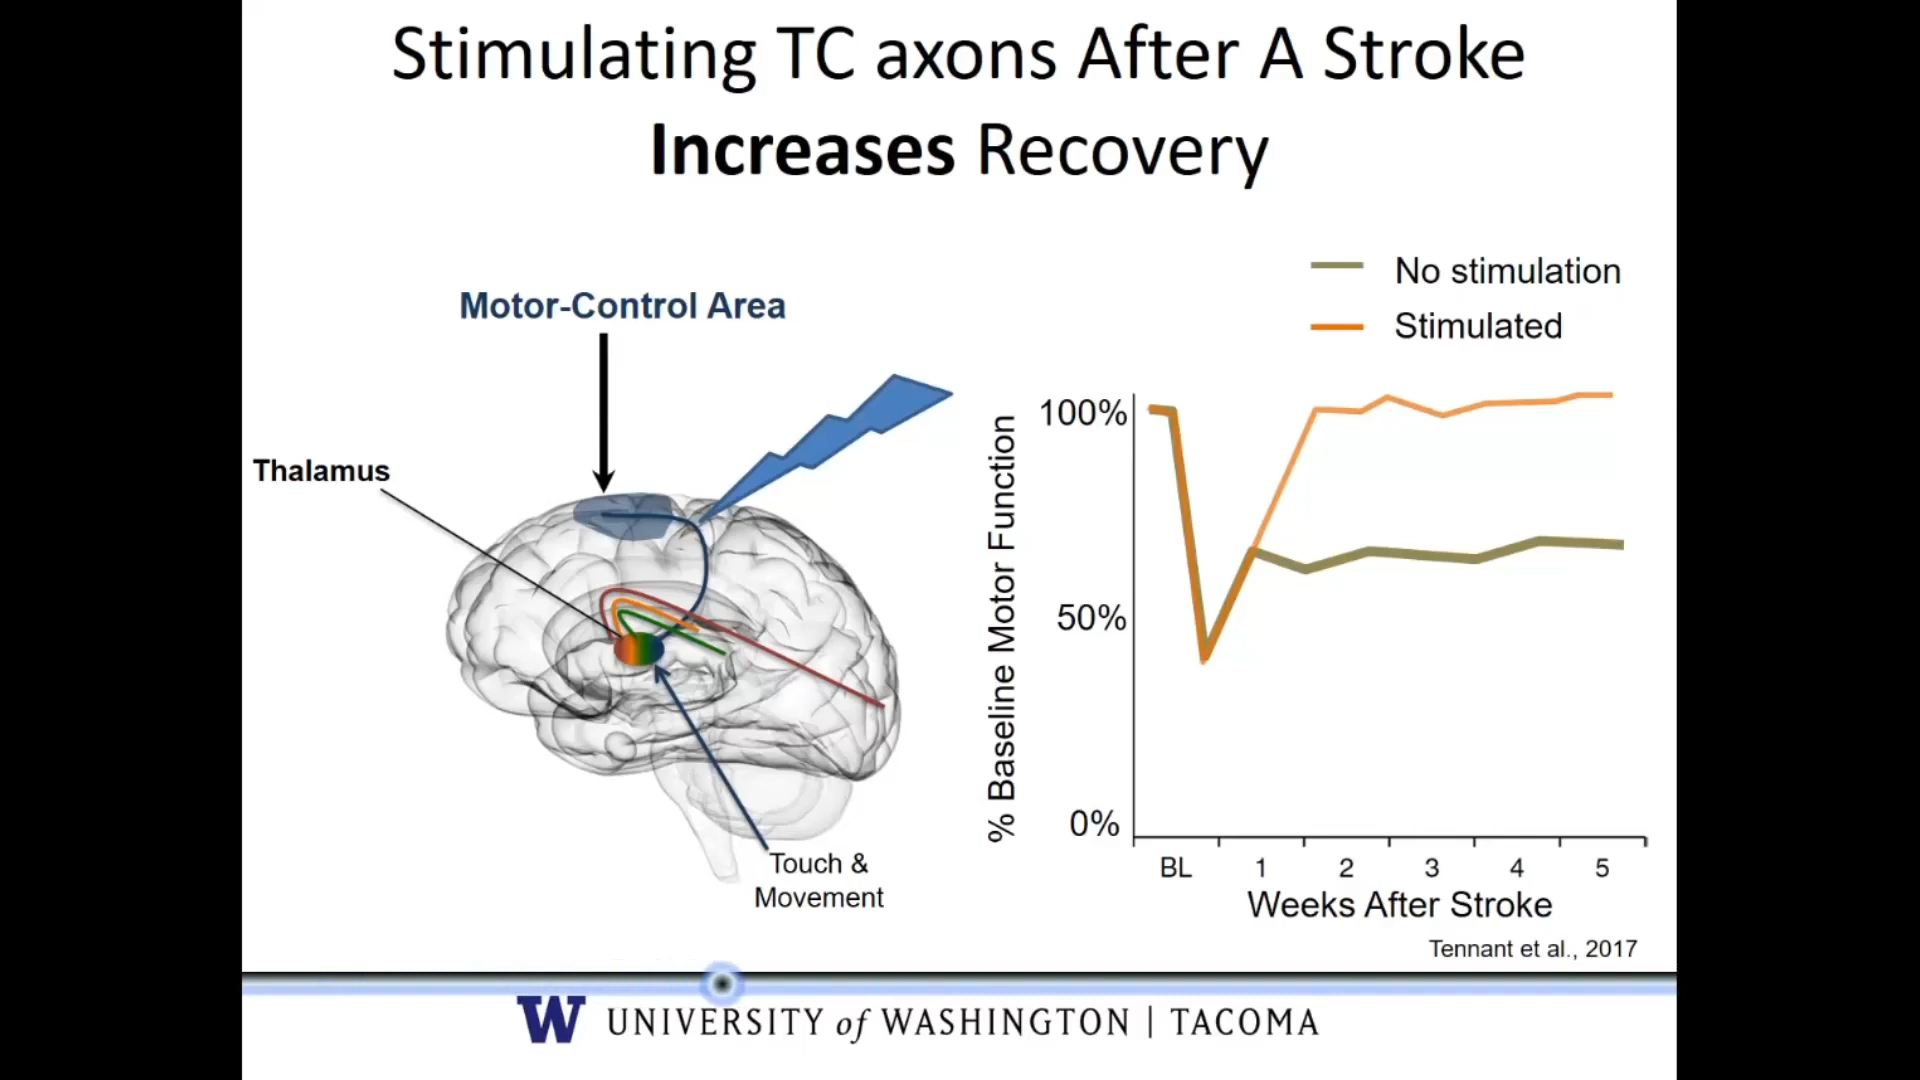 Stimulating TC axons After A Stroke
Increases Recovery
Motor-Control Area
Thalamus
Touch &
Movement
No stimulation
Stimulated
% Baseline Motor Function
100%
50%
0%
BL 1 2 3 4 5
Weeks After Stroke
Tennant et al., 2017
W UNIVERSITY of WASHINGTON | TACOMA